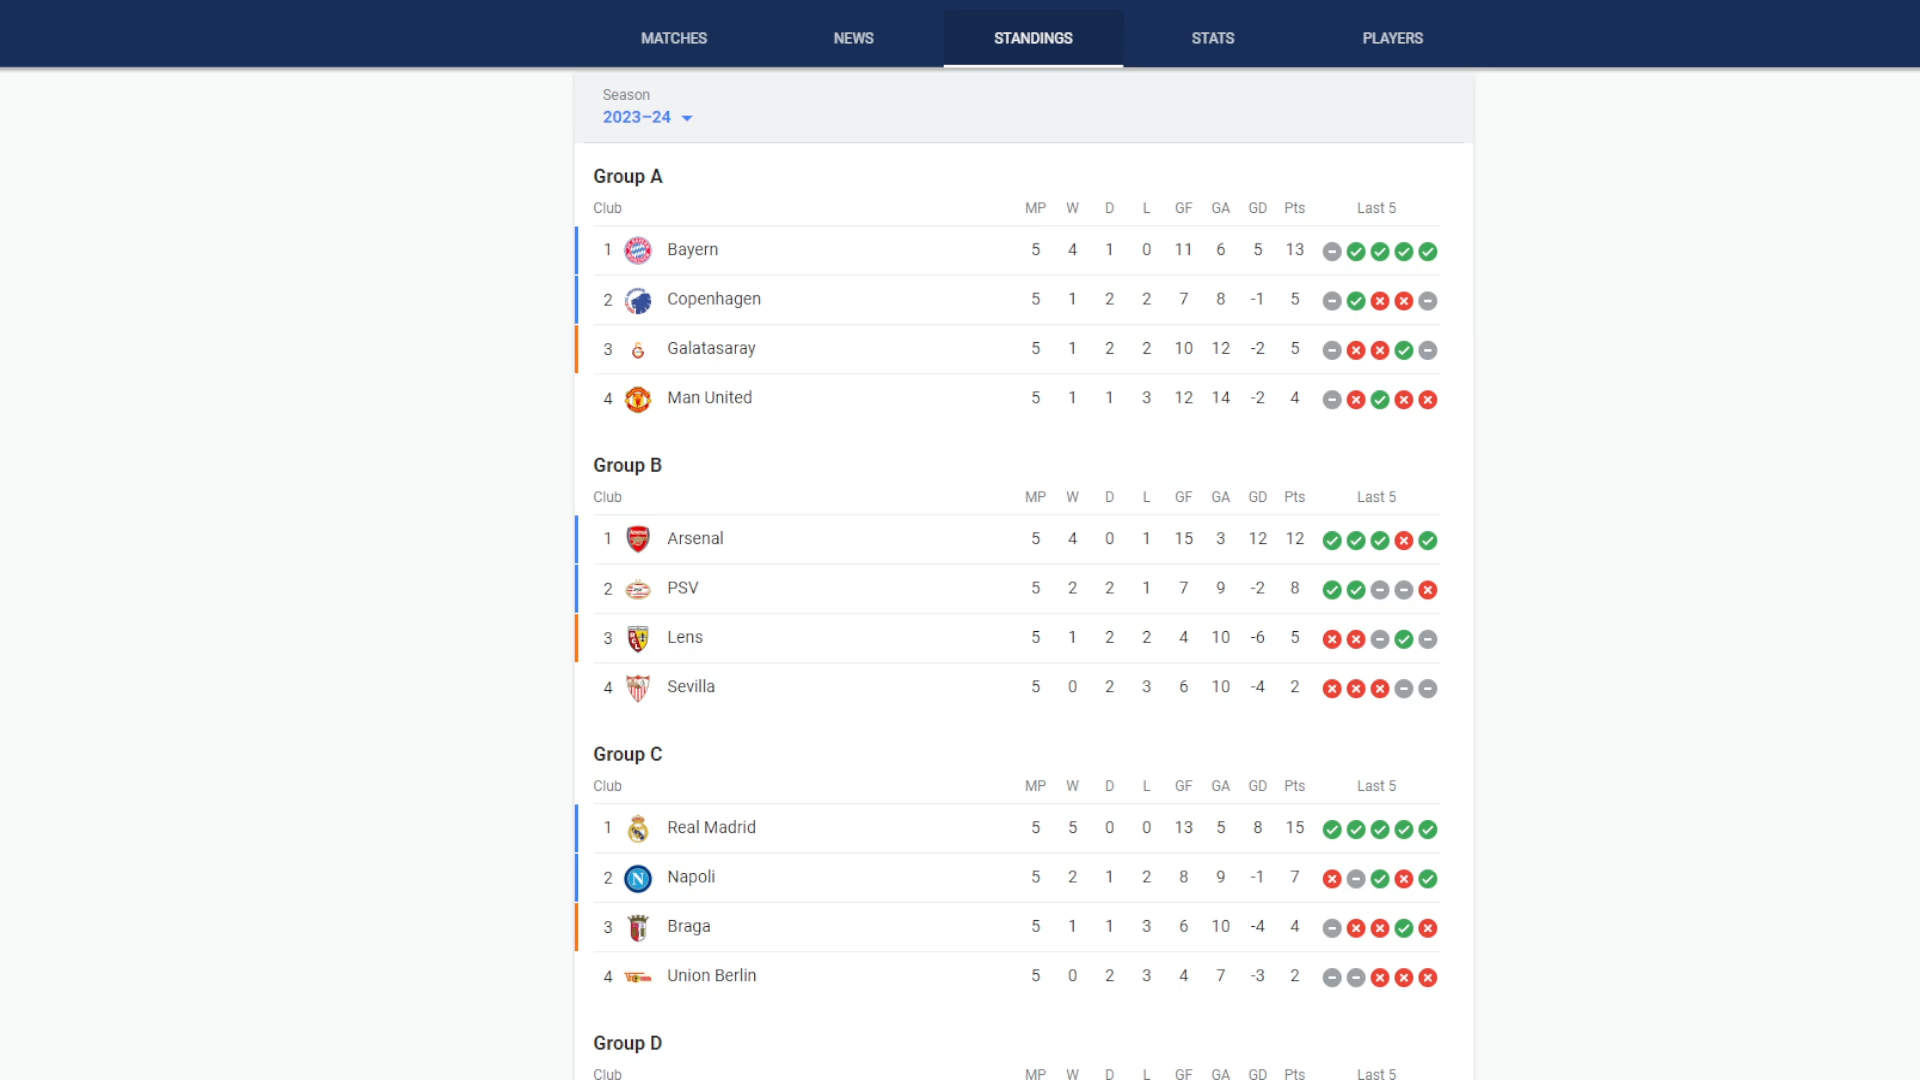 MATCHES NEWS STANDINGS STATS PLAYERS
Season
2023–24
Group A
Club MP W D L GF GA GD Pts Last 5
1 Bayern 5 4 1 0 11 6 5 13
2 Copenhagen 5 1 2 2 7 8 -1 5
3 Galatasaray 5 1 2 2 10 12 -2 5
4 Man United 5 1 1 3 12 14 -2 4
Group B
Club MP W D L GF GA GD Pts Last 5
1 Arsenal 5 4 0 1 15 3 12 12
2 PSV 5 2 2 1 7 9 -2 8
3 Lens 5 1 2 2 4 10 -6 5
4 Sevilla 5 0 2 3 6 10 -4 2
Group C
Club MP W D L GF GA GD Pts Last 5
1 Real Madrid 5 5 0 0 13 5 8 15
2 Napoli 5 2 1 2 8 9 -1 7
3 Braga 5 1 1 3 6 10 -4 4
4 Union Berlin 5 0 2 3 4 7 -3 2
Group D
Club MP W D L GF GA GD Pts Last 5